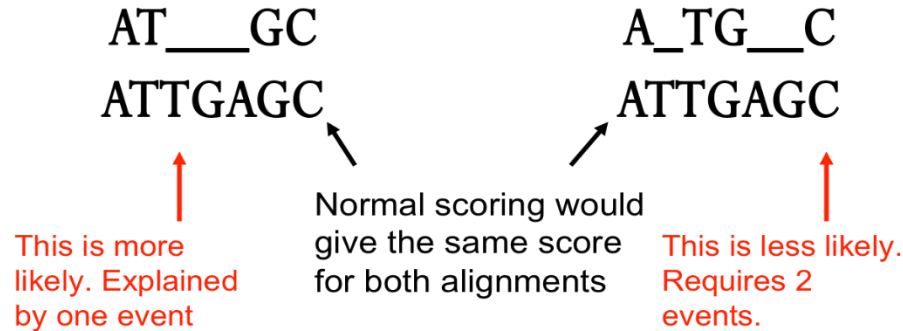 AT___GC
ATTGAGC
A_TG__C
ATTGAGC
This is more
likely. Explained
by one event
Normal scoring would
give the same score
for both alignments
This is less likely.
Requires 2
events.